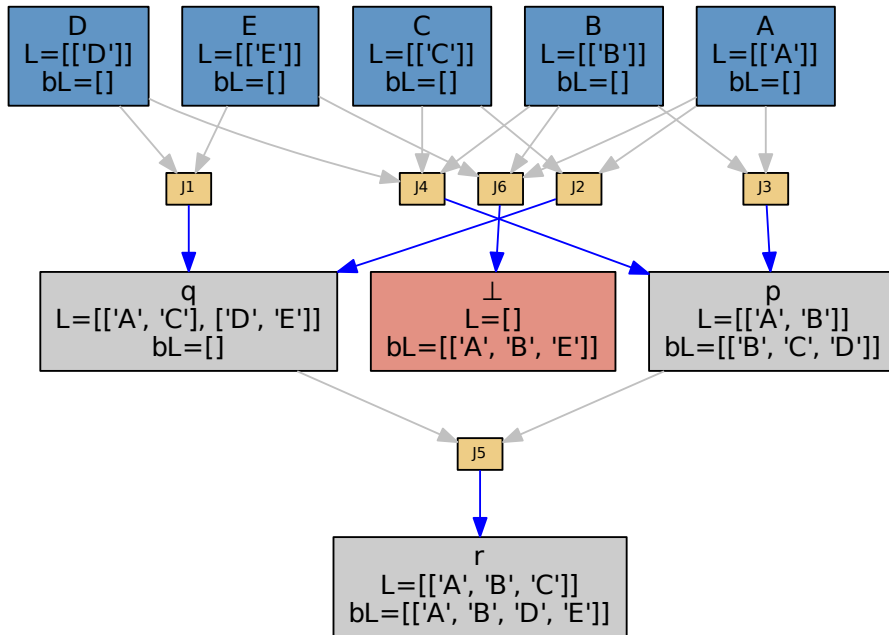 D
L=[['D']]
bL=[]
E
L=[['E']]
bL=[]
C
L=[['C']]
bL=[]
B
L=[['B']]
bL=[]
A
L=[['A']]
bL=[]
J1
J4
J6
J2
J3
q
L=[['A', 'C'], ['D', 'E']]
bL=[]
⊥
L=[]
bL=[['A', 'B', 'E']]
p
L=[['A', 'B']]
bL=[['B', 'C', 'D']]
J5
r
L=[['A', 'B', 'C']]
bL=[['A', 'B', 'D', 'E']]